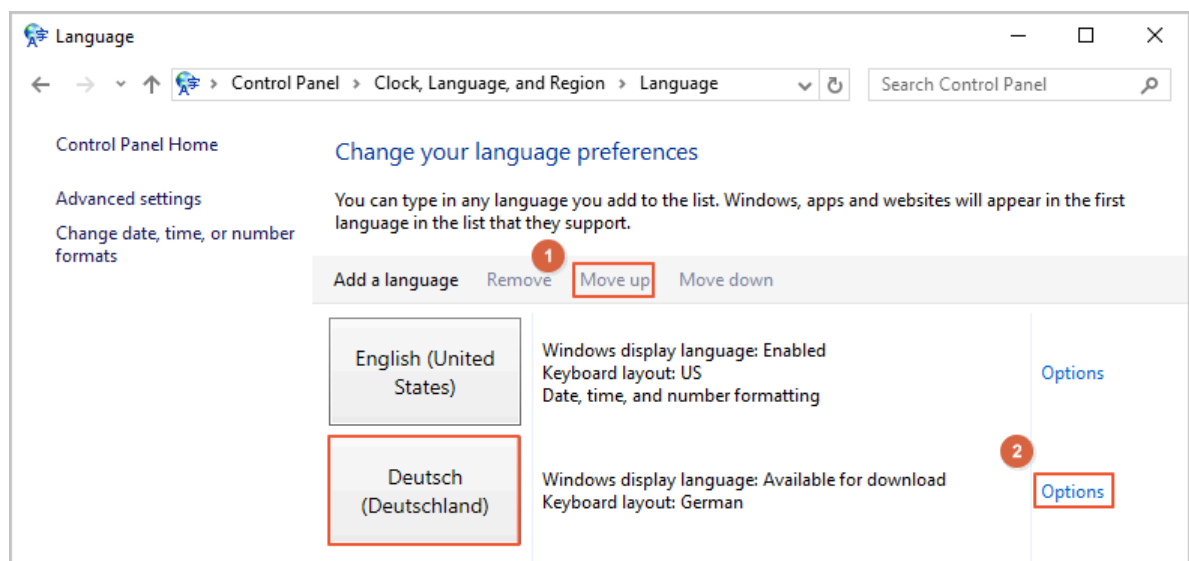 Language
Control Panel > Clock, Language, and Region > Language
Search Control Panel
Control Panel Home
Advanced settings
Change date, time, or number
formats
Change your language preferences
You can type in any language you add to the list. Windows, apps and websites will appear in the first
language in the list that they support.
1
Add a language Remove Move up Move down
English (United
States)
Windows display language: Enabled
Keyboard layout: US
Date, time, and number formatting
Options
2
Deutsch
(Deutschland)
Windows display language: Available for download
Keyboard layout: German
Options